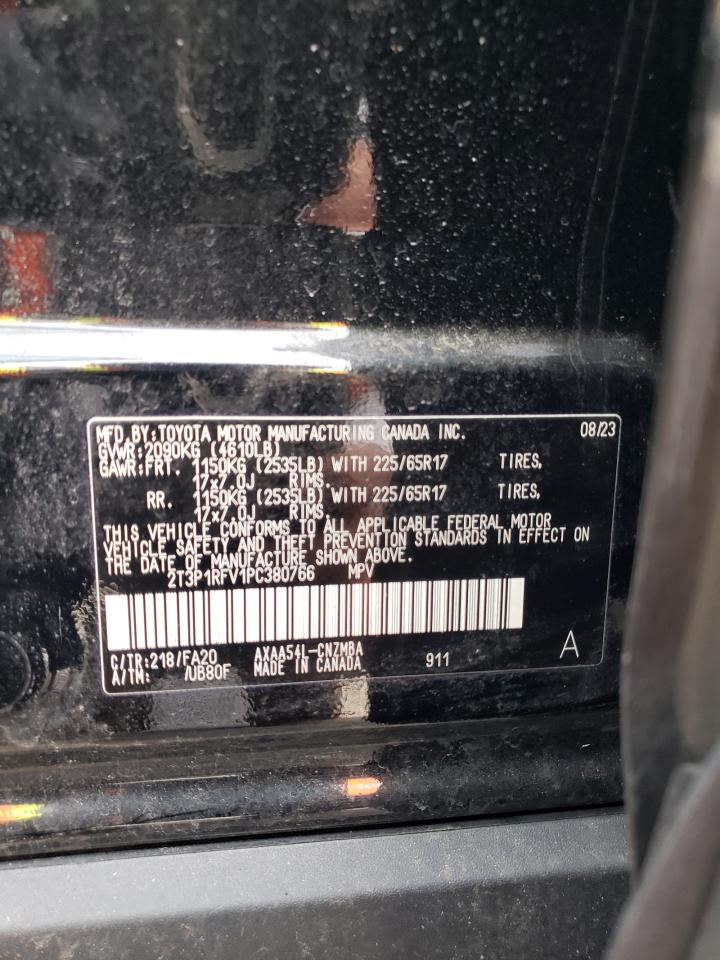 MFD.BY:TOYOTA MOTOR MANUFACTURING CANADA INC. 08/23
GVWR:2090KG (4610LB)
GAWR:FRT. 1150KG (2535LB) WITH 225/65R17 TIRES,
17x7.0J RIMS,
RR. 1150KG (2535LB) WITH 225/65R17 TIRES,
17x7.0J RIMS
THIS VEHICLE CONFORMS TO ALL APPLICABLE FEDERAL MOTOR
VEHICLE SAFETY AND THEFT PREVENTION STANDARDS IN EFFECT ON
THE DATE OF MANUFACTURE SHOWN ABOVE.
2T3P1RFV1PC380766 MPV
C/TR:218/FA20 AXAA54L-CNZMBA 911 A
A/TM: /UB80F MADE IN CANADA